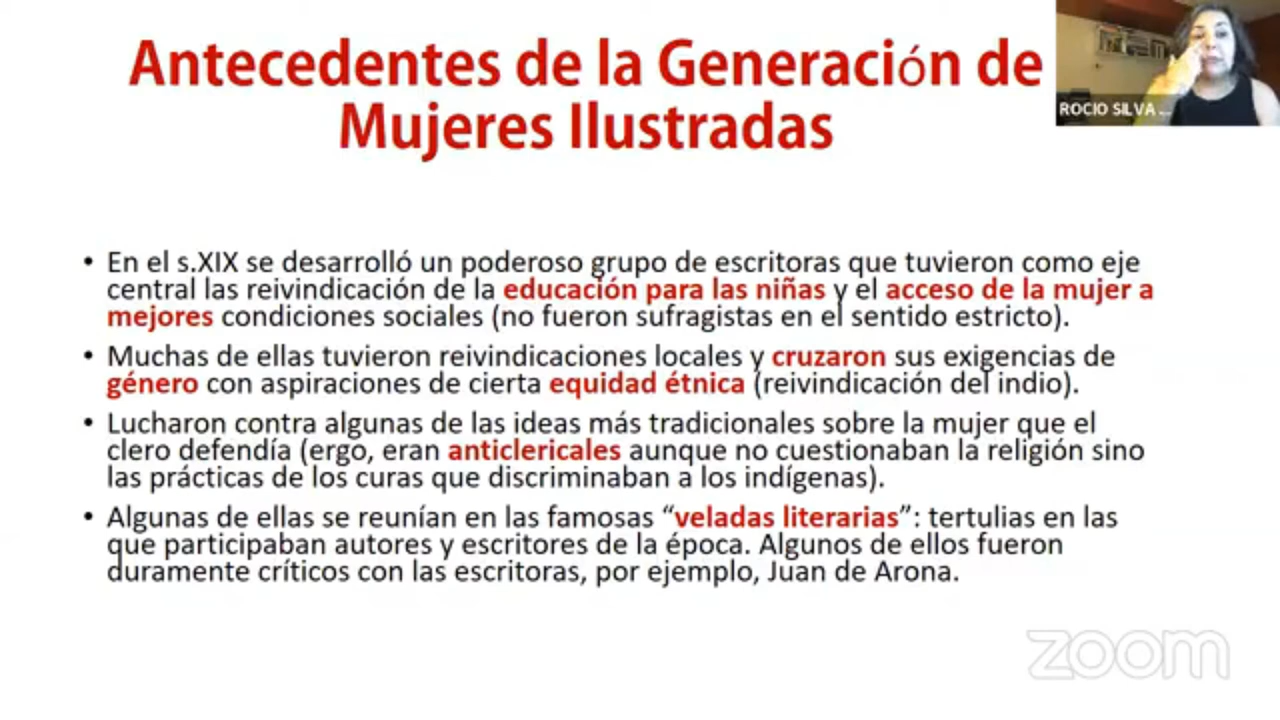 Antecedentes de la Generación de
Mujeres Ilustradas
ROCIO SILVA ...
• En el s.XIX se desarrolló un poderoso grupo de escritoras que tuvieron como eje
central las reivindicación de la educación para las niñas y el acceso de la mujer a
mejores condiciones sociales (no fueron sufragistas en el sentido estricto).
• Muchas de ellas tuvieron reivindicaciones locales y cruzaron sus exigencias de
género con aspiraciones de cierta equidad étnica (reivindicación del indio).
• Lucharon contra algunas de las ideas más tradicionales sobre la mujer que el
clero defendía (ergo, eran anticlericales aunque no cuestionaban la religión sino
las prácticas de los curas que discriminaban a los indígenas).
• Algunas de ellas se reunían en las famosas “veladas literarias”: tertulias en las
que participaban autores y escritores de la época. Algunos de ellos fueron
duramente críticos con las escritoras, por ejemplo, Juan de Arona.
zoom